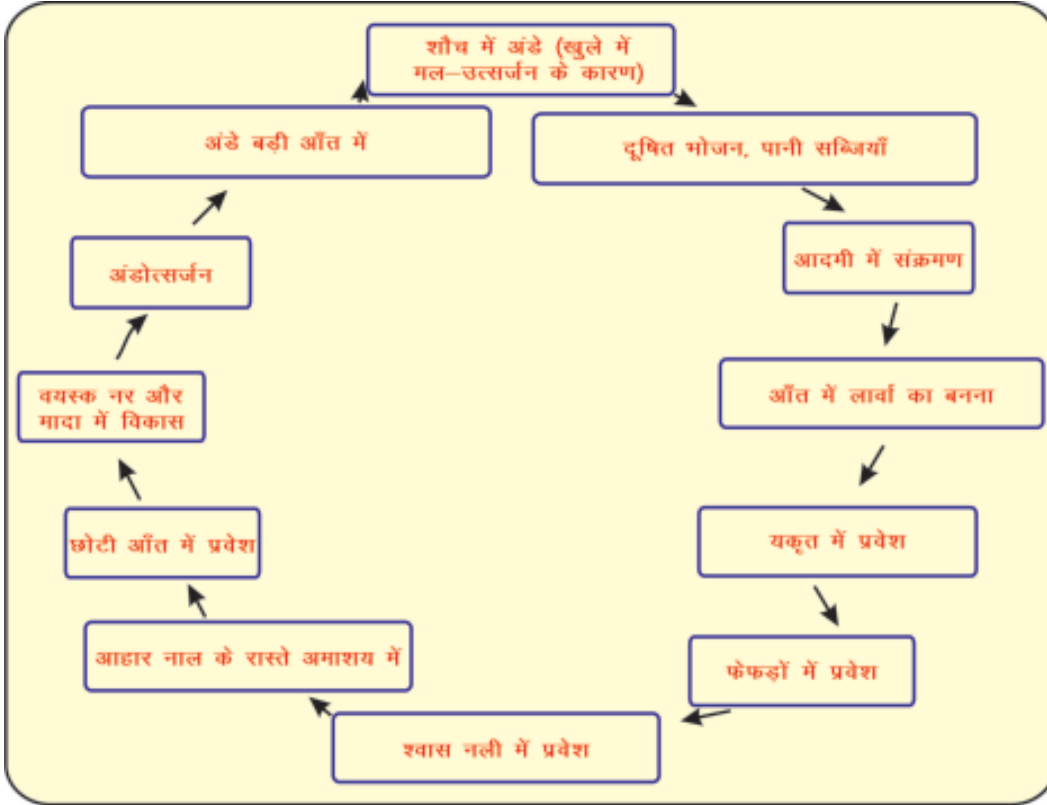 शौच में अंडे (खुले में
मल–उत्सर्जन के कारण)
दूषित भोजन, पानी सब्जियाँ
आदमी में संक्रमण
आँत में लार्वा का बनना
यकृत में प्रवेश
फेफड़ों में प्रवेश
श्वास नली में प्रवेश
आहार नाल के रास्ते अमाशय में
छोटी आँत में प्रवेश
वयस्क नर और
मादा में विकास
अंडोत्सर्जन
अंडे बड़ी आँत में